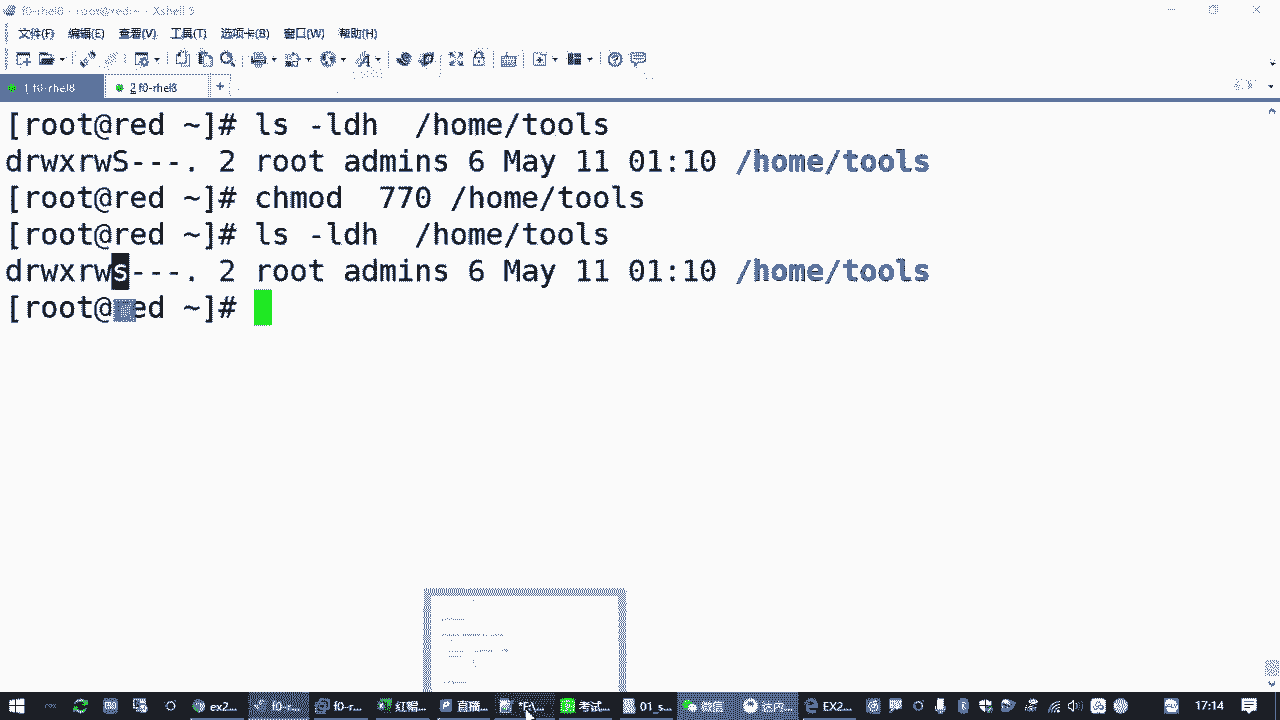 f0-rhel8 - root@red:~ - Xshell 5
文件(F) 编辑(E) 查看(V) 工具(T) 选项卡(B) 窗口(W) 帮助(H)
1 f0-rhel8 2 f0-rhel8 +
[root@red ~]# ls -ldh  /home/tools
drwxrwS---. 2 root admins 6 May 11 01:10 /home/tools
[root@red ~]# chmod  770 /home/tools
[root@red ~]# ls -ldh  /home/tools
drwxrws---. 2 root admins 6 May 11 01:10 /home/tools
[root@red ~]#
ex2... f0-r... f0-r... 红帽... 直播... 考试... 01_s... 微信 达内... EX2... 17:14